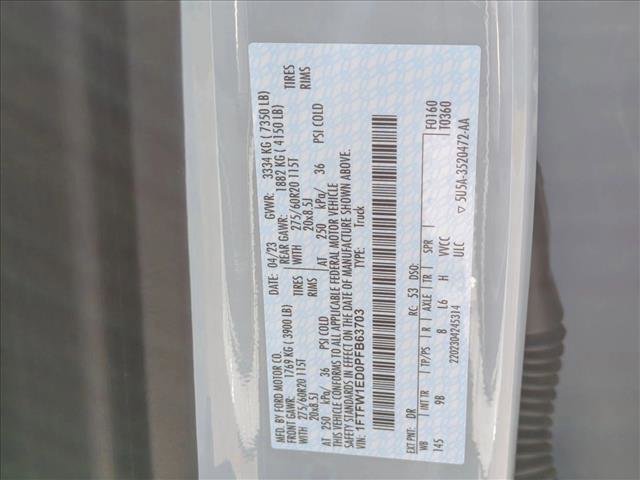 MFD. BY FORD MOTOR CO.
DATE: 04/23 GVWR: 3334 KG ( 7350 LB)
FRONT GAWR: 1769 KG ( 3900 LB) REAR GAWR: 1882 KG ( 4150 LB)
WITH 275/60R20 115T TIRES WITH 275/60R20 115T TIRES
20x8.5J RIMS 20x8.5J RIMS
AT 250 kPa/ 36 PSI COLD AT 250 kPa/ 36 PSI COLD
THIS VEHICLE CONFORMS TO ALL APPLICABLE FEDERAL MOTOR VEHICLE
SAFETY STANDARDS IN EFFECT ON THE DATE OF MANUFACTURE SHOWN ABOVE.
VIN: 1FTFW1ED0PFB63703 TYPE: Truck
F0160
T0360
EXT PNT: DR RC: 53 DSO:
WB INT TR TP/PS R AXLE TR SPR
145 9B 8 L6 H VVCC
2202304245314 ULC
▽ 5U5A-3520472-AA